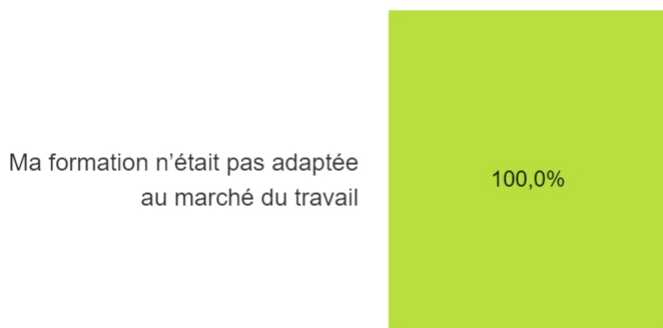 Ma formation n’était pas adaptée
au marché du travail
100,0%